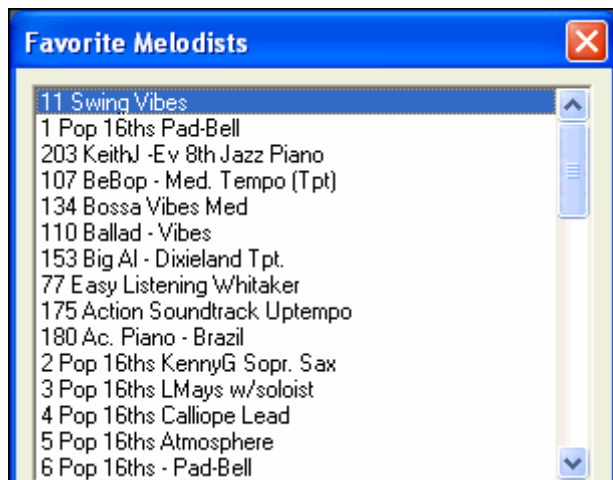 Favorite Melodists
11 Swing Vibes
1 Pop 16ths Pad-Bell
203 KeithJ -Ev 8th Jazz Piano
107 BeBop - Med. Tempo (Tpt)
134 Bossa Vibes Med
110 Ballad - Vibes
153 Big Al - Dixieland Tpt.
77 Easy Listening Whitaker
175 Action Soundtrack Uptempo
180 Ac. Piano - Brazil
2 Pop 16ths KennyG Sopr. Sax
3 Pop 16ths LMays w/soloist
4 Pop 16ths Calliope Lead
5 Pop 16ths Atmosphere
6 Pop 16ths - Pad-Bell